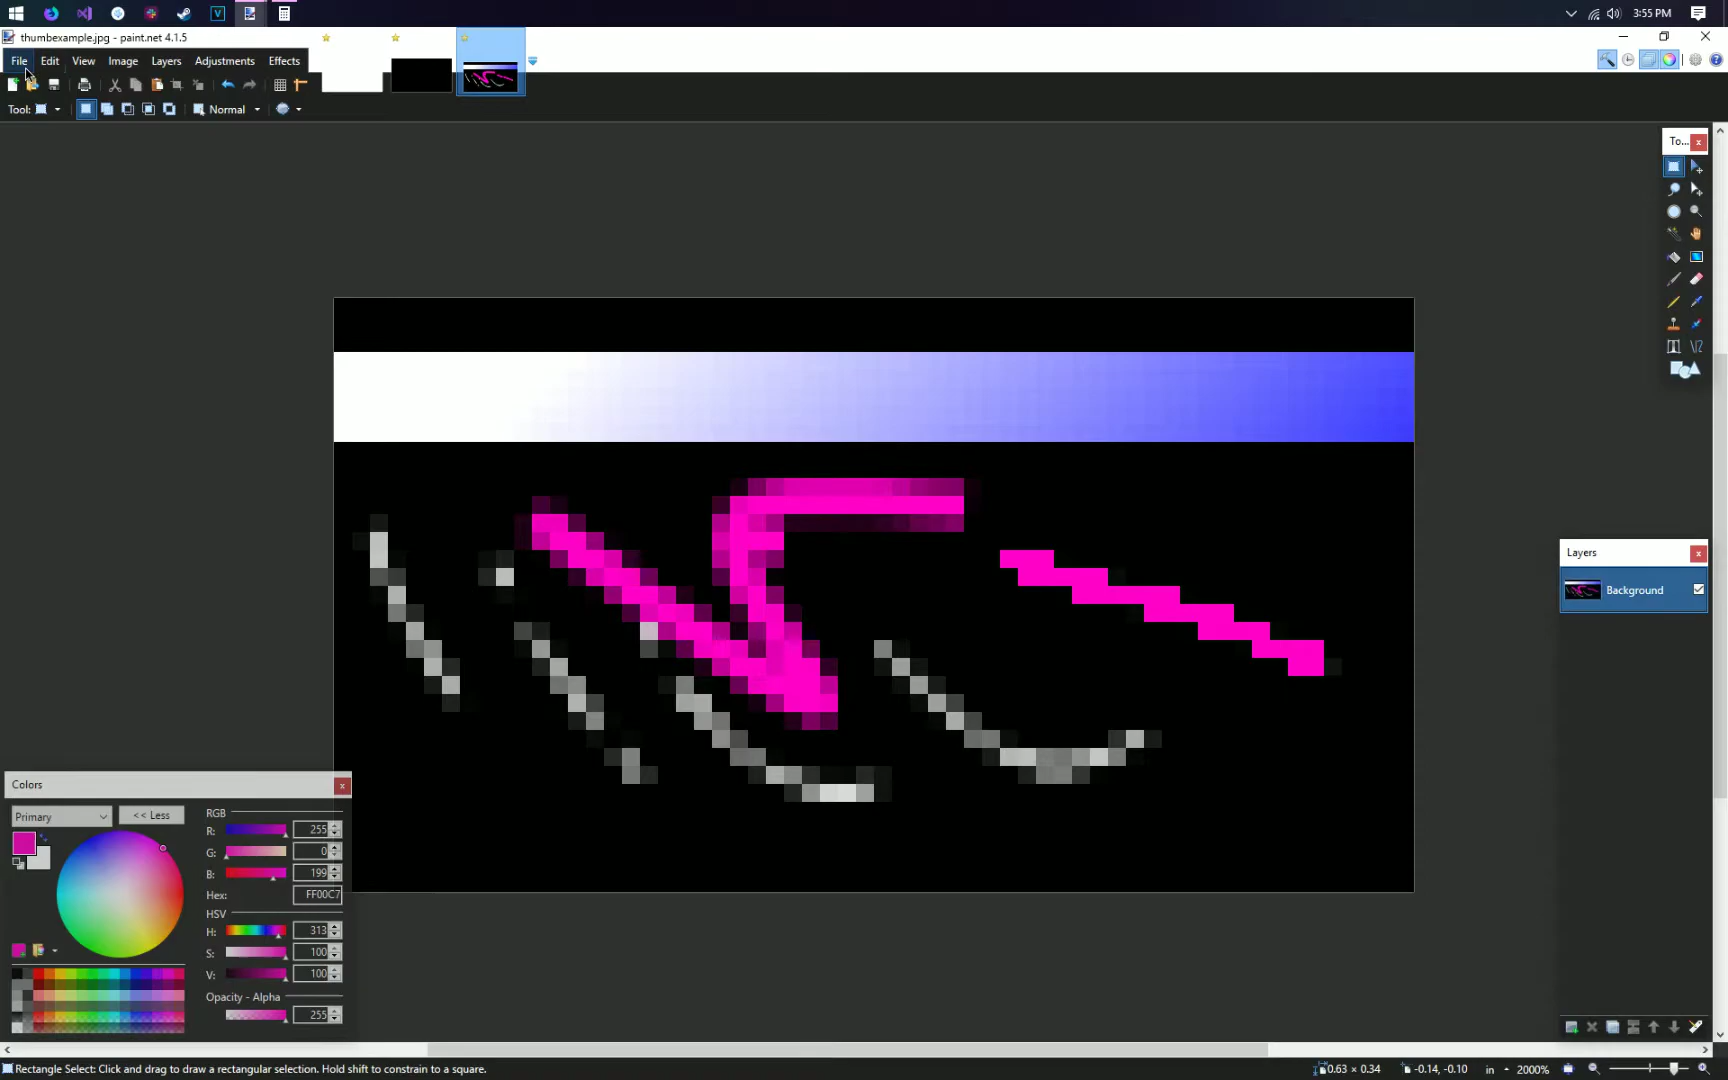 3:55 PM
thumbexample.jpg - paint.net 4.1.5
File Edit View Image Layers Adjustments Effects
Tool: Normal
To...
Layers
Background
Colors
Primary << Less
RGB
R: 255
G: 0
B: 199
Hex: FF00C7
HSV
H: 313
S: 100
V: 100
Opacity - Alpha
255
Rectangle Select: Click and drag to draw a rectangular selection. Hold shift to constrain to a square. 0.63 × 0.34 -0.14, -0.10 in 2000%